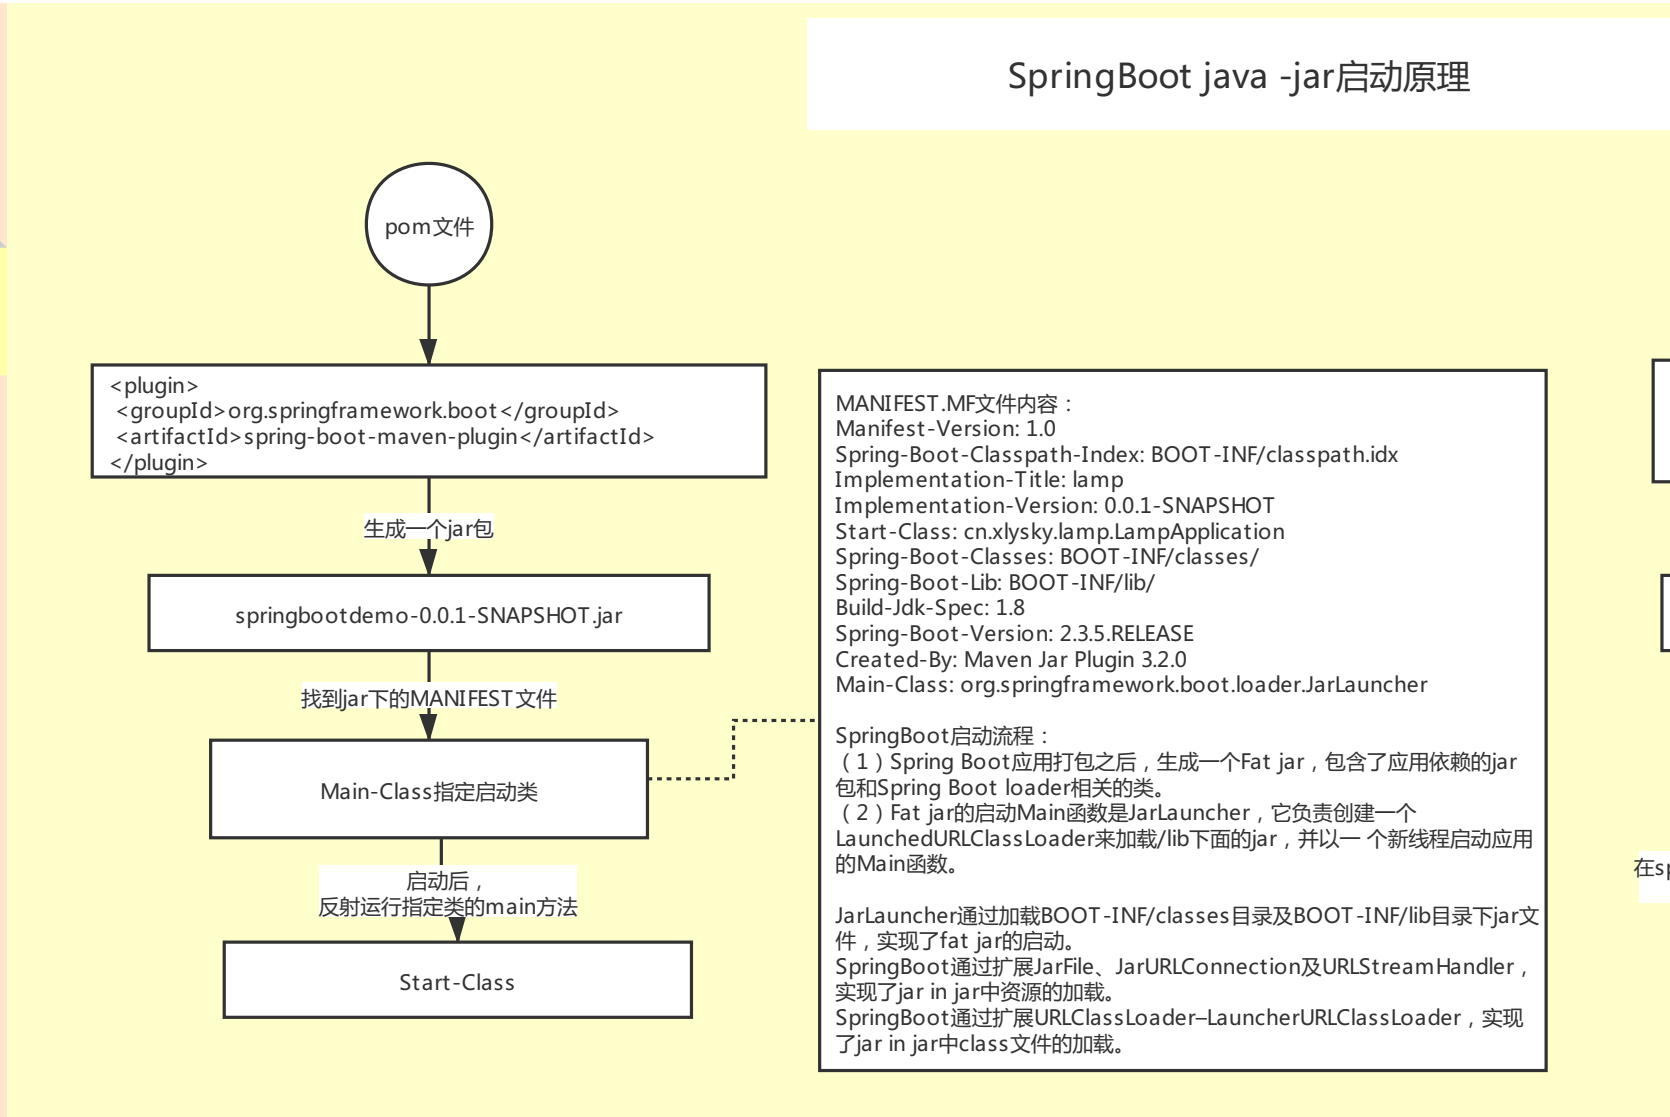 SpringBoot java -jar启动原理
pom文件
<plugin>
<groupId>org.springframework.boot</groupId>
<artifactId>spring-boot-maven-plugin</artifactId>
</plugin>
生成一个jar包
springbootdemo-0.0.1-SNAPSHOT.jar
找到jar下的MANIFEST文件
Main-Class指定启动类
启动后，
反射运行指定类的main方法
Start-Class
MANIFEST.MF文件内容：
Manifest-Version: 1.0
Spring-Boot-Classpath-Index: BOOT-INF/classpath.idx
Implementation-Title: lamp
Implementation-Version: 0.0.1-SNAPSHOT
Start-Class: cn.xlysky.lamp.LampApplication
Spring-Boot-Classes: BOOT-INF/classes/
Spring-Boot-Lib: BOOT-INF/lib/
Build-Jdk-Spec: 1.8
Spring-Boot-Version: 2.3.5.RELEASE
Created-By: Maven Jar Plugin 3.2.0
Main-Class: org.springframework.boot.loader.JarLauncher
SpringBoot启动流程：
（1）Spring Boot应用打包之后，生成一个Fat jar，包含了应用依赖的jar
包和Spring Boot loader相关的类。
（2）Fat jar的启动Main函数是JarLauncher，它负责创建一个
LaunchedURLClassLoader来加载/lib下面的jar，并以一 个新线程启动应用
的Main函数。
JarLauncher通过加载BOOT-INF/classes目录及BOOT-INF/lib目录下jar文
件，实现了fat jar的启动。
SpringBoot通过扩展JarFile、JarURLConnection及URLStreamHandler，
实现了jar in jar中资源的加载。
SpringBoot通过扩展URLClassLoader–LauncherURLClassLoader，实现
了jar in jar中class文件的加载。
在sp